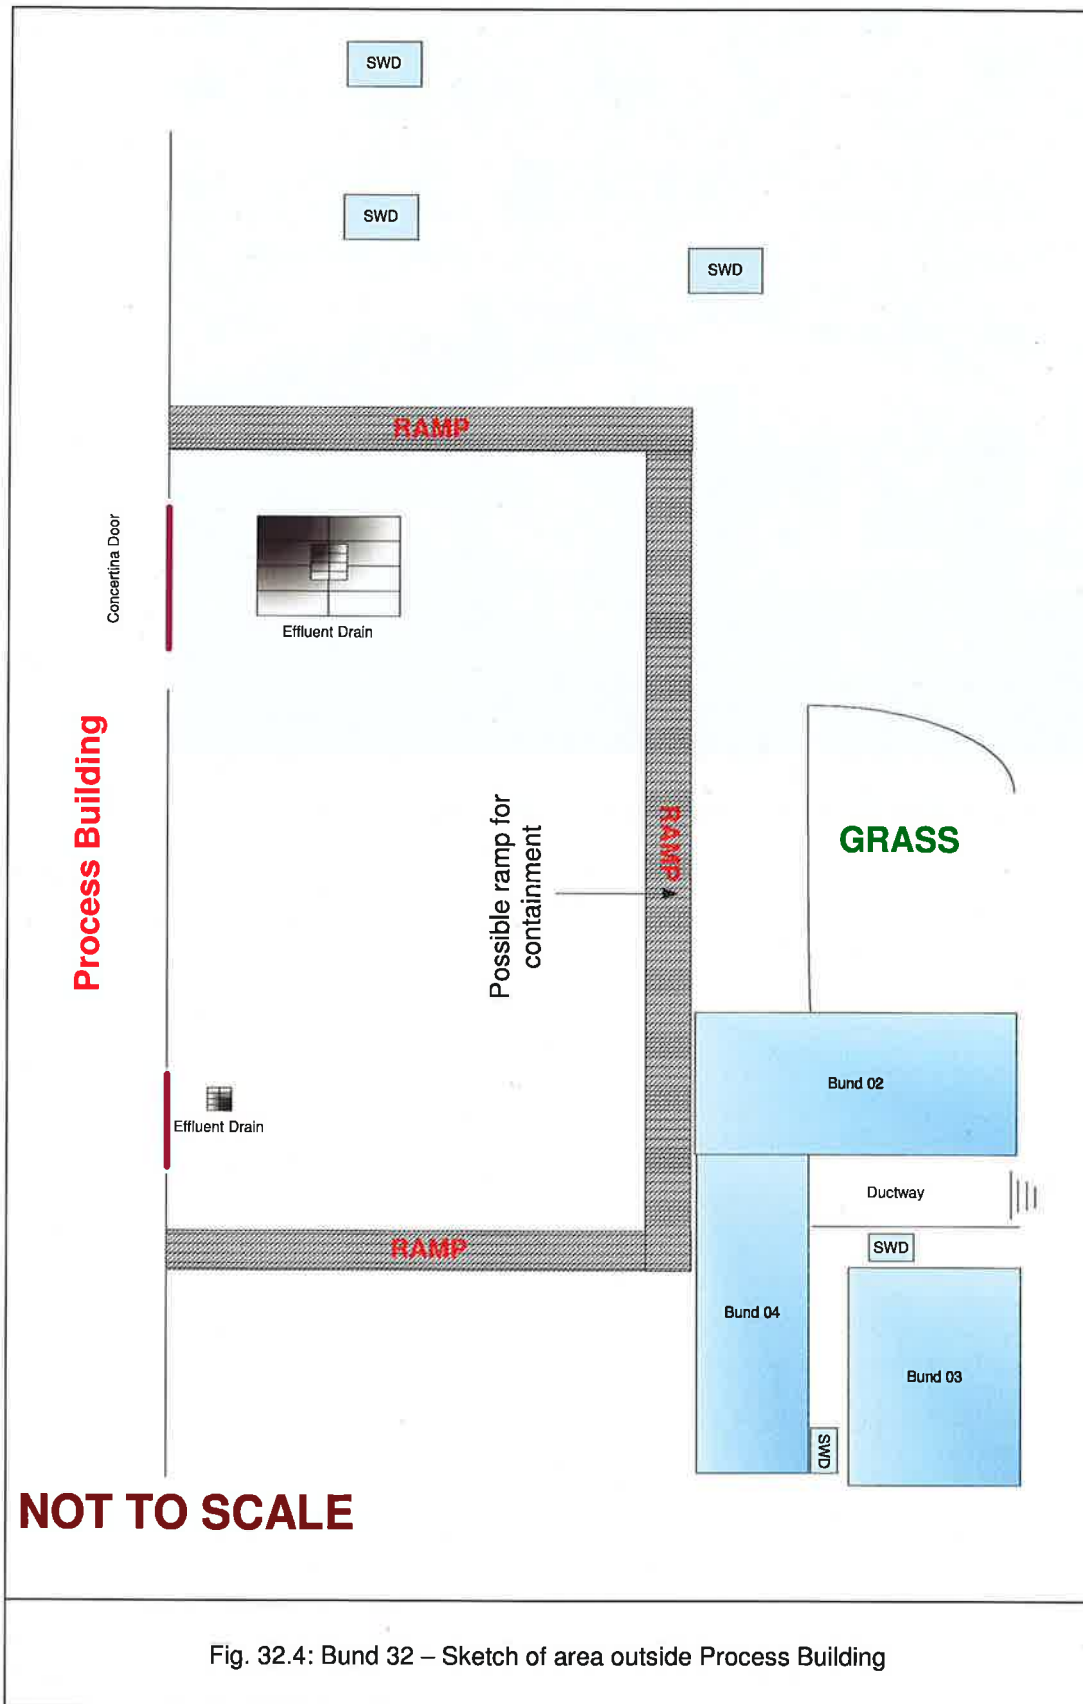 SWD
SWD
SWD
RAMP
Concertina Door
Effluent Drain
Process Building
Possible ramp for
containment
RAMP
GRASS
Bund 02
Effluent Drain
Ductway
SWD
RAMP
Bund 04
Bund 03
SWD
NOT TO SCALE
Fig. 32.4: Bund 32 – Sketch of area outside Process Building